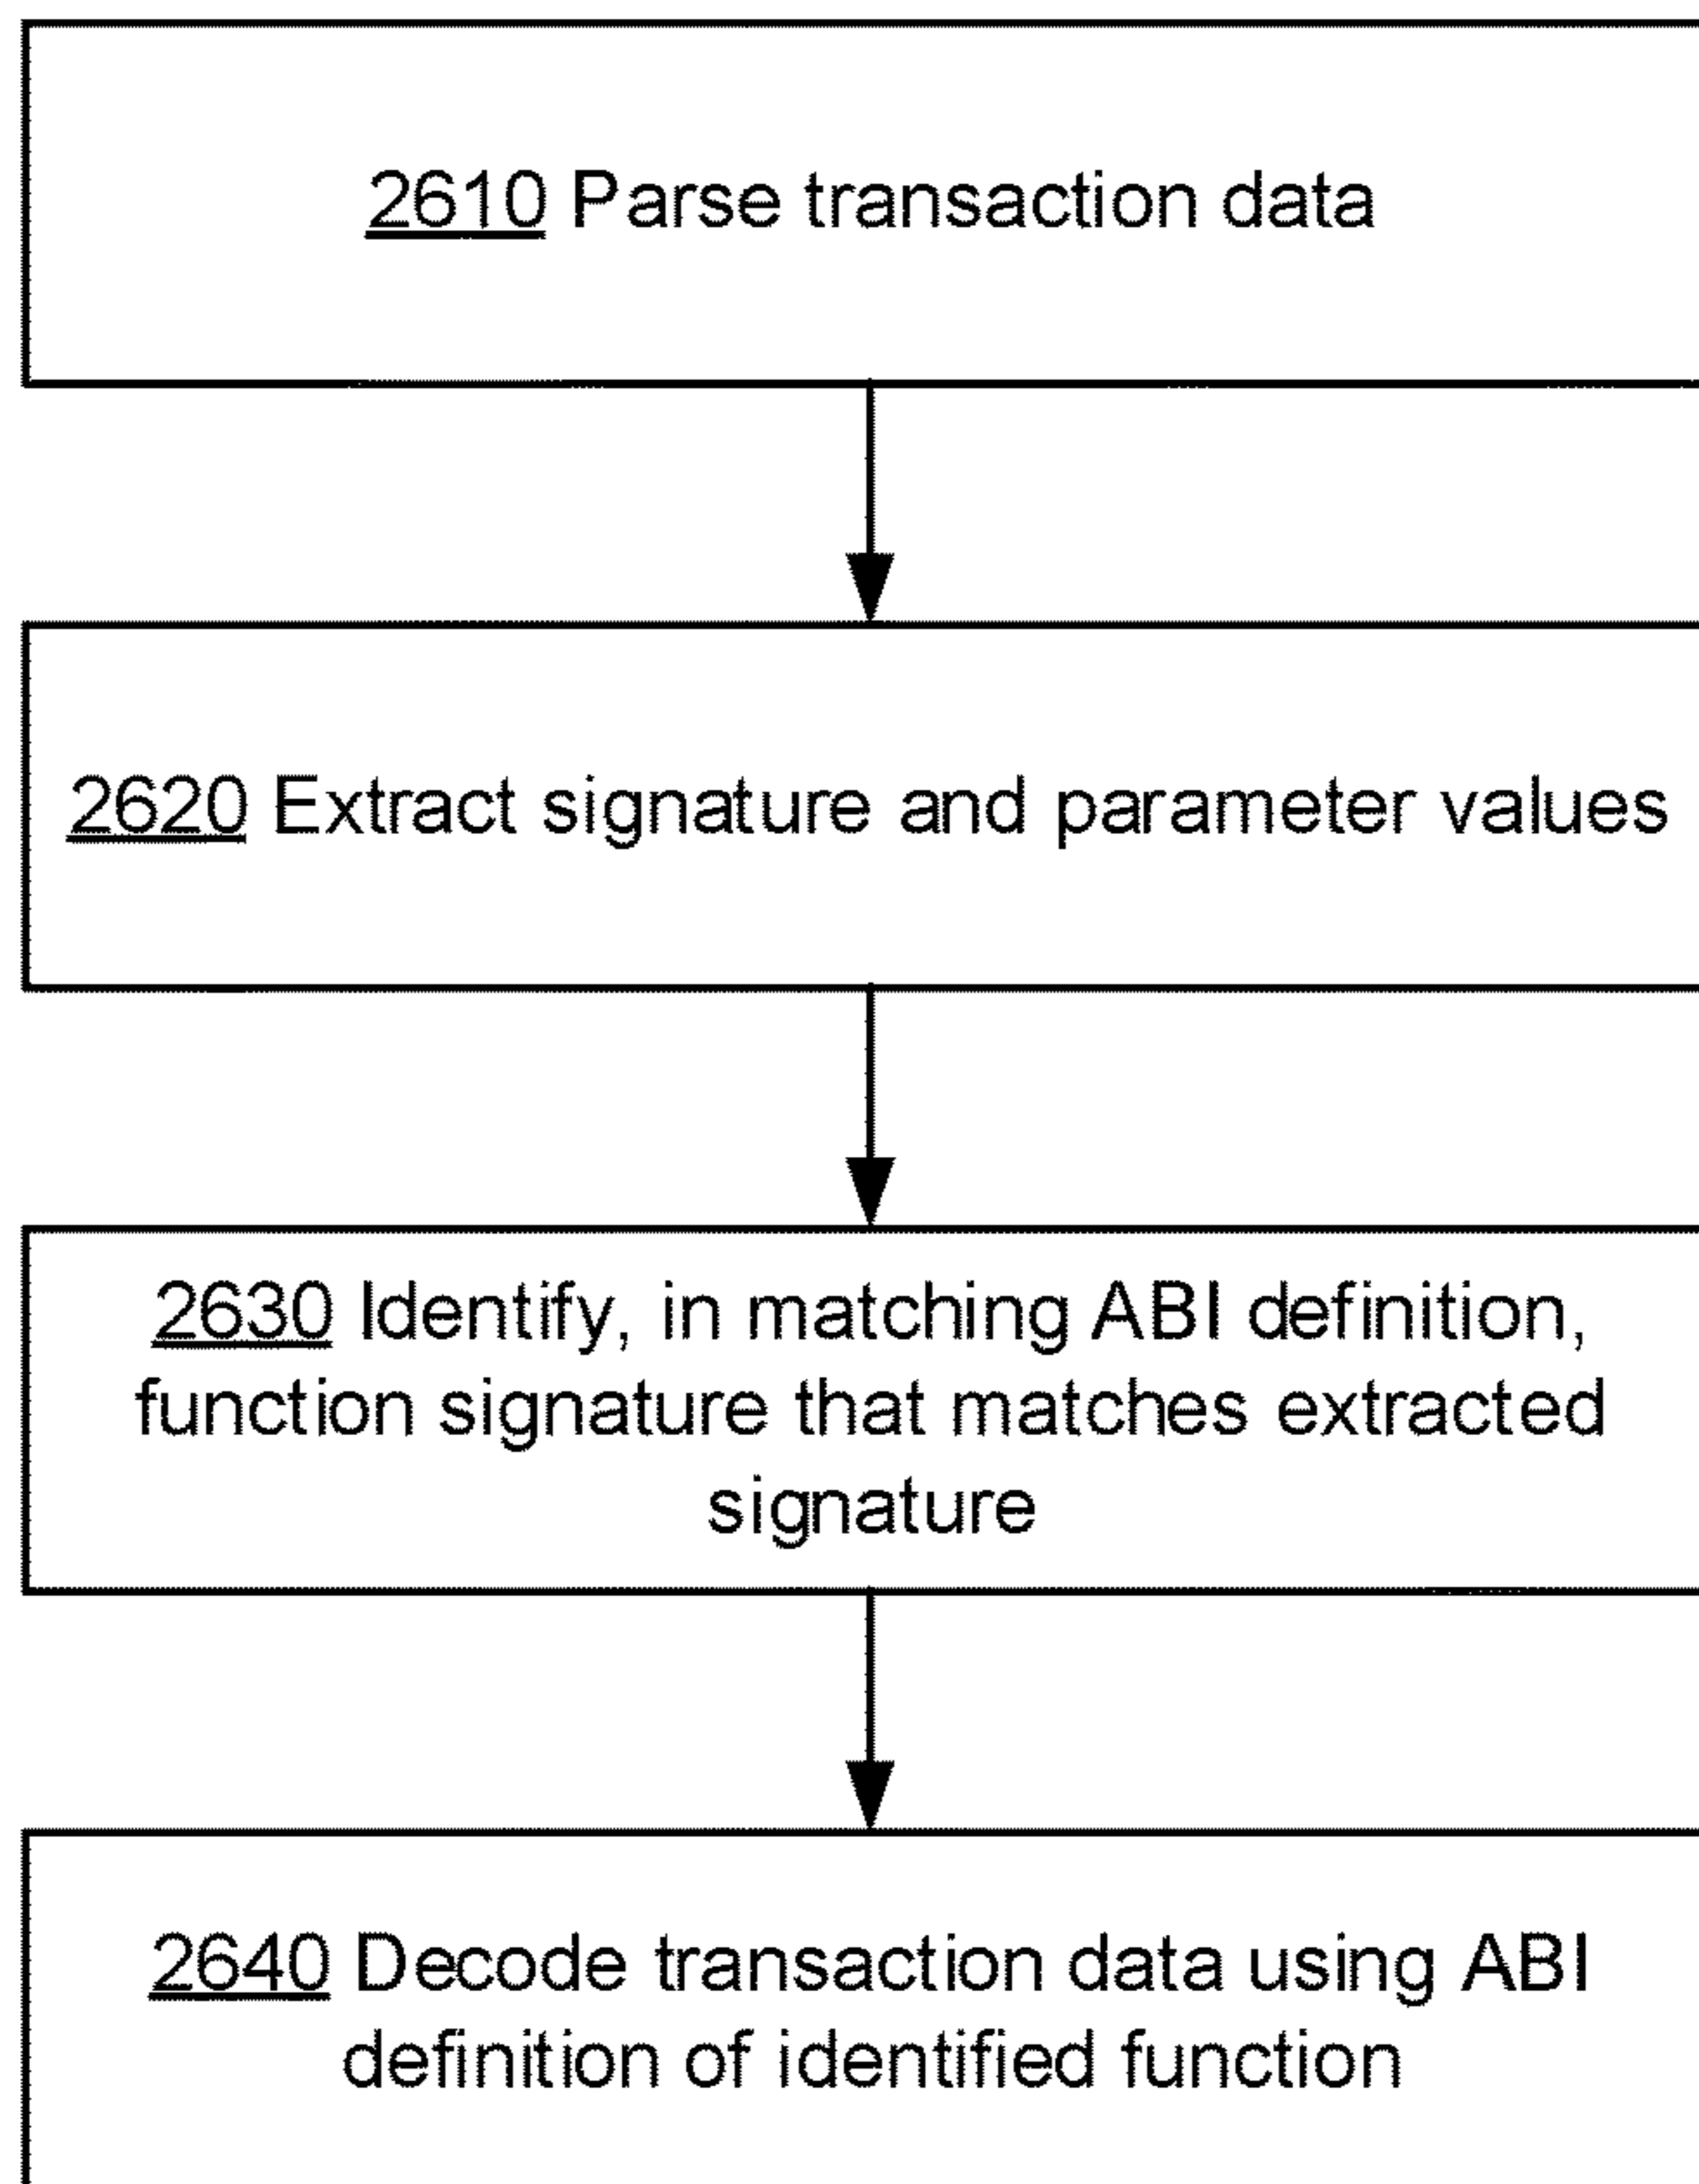 2610 Parse transaction data
2620 Extract signature and parameter values
2630 Identify, in matching ABI definition,
function signature that matches extracted
signature
2640 Decode transaction data using ABI
definition of identified function